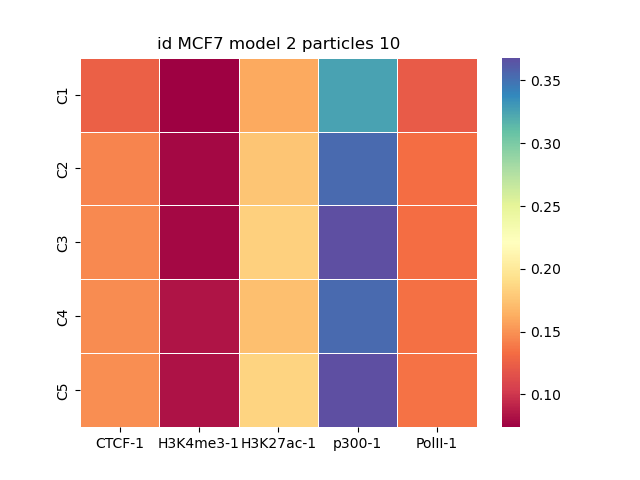 id MCF7 model 2 particles 10
C1
C2
C3
C4
C5
CTCF-1 H3K4me3-1 H3K27ac-1 p300-1 PolII-1
0.35
0.30
0.25
0.20
0.15
0.10